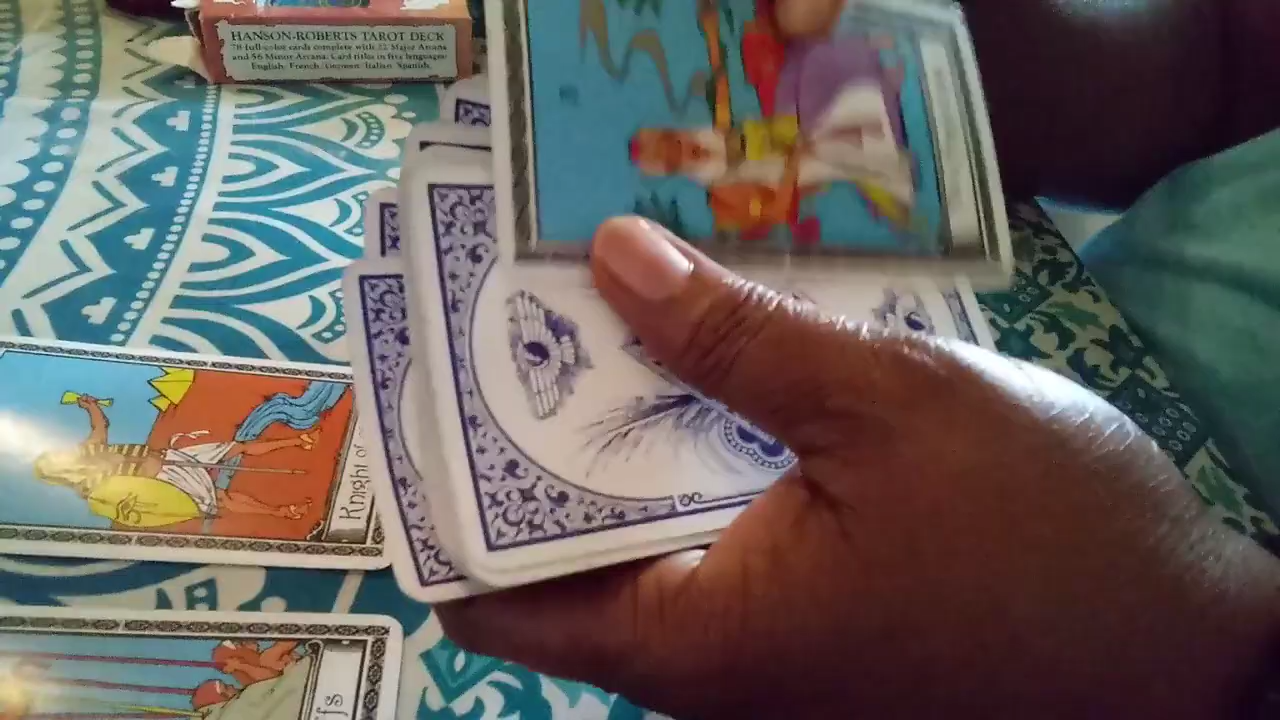 HANSON-ROBERTS TAROT DECK
78 full-color cards complete with 22 Major Arcana
and 56 Minor Arcana. Card titles in five languages:
English, French, German, Italian, Spanish.
Knight of
ffs